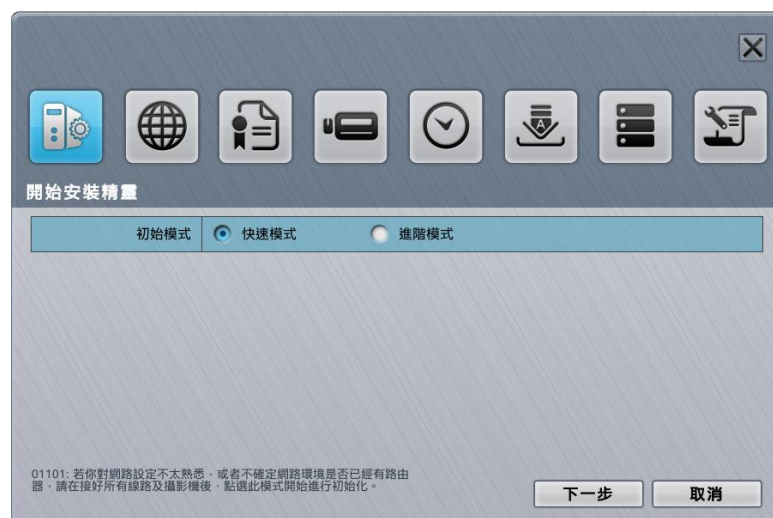 開始安裝精靈
初始模式 快速模式 進階模式
01101: 若你對網路設定不太熟悉，或者不確定網路環境是否已經有路由
器，請在接好所有線路及攝影機後，點選此模式開始進行初始化。
下一步 取消